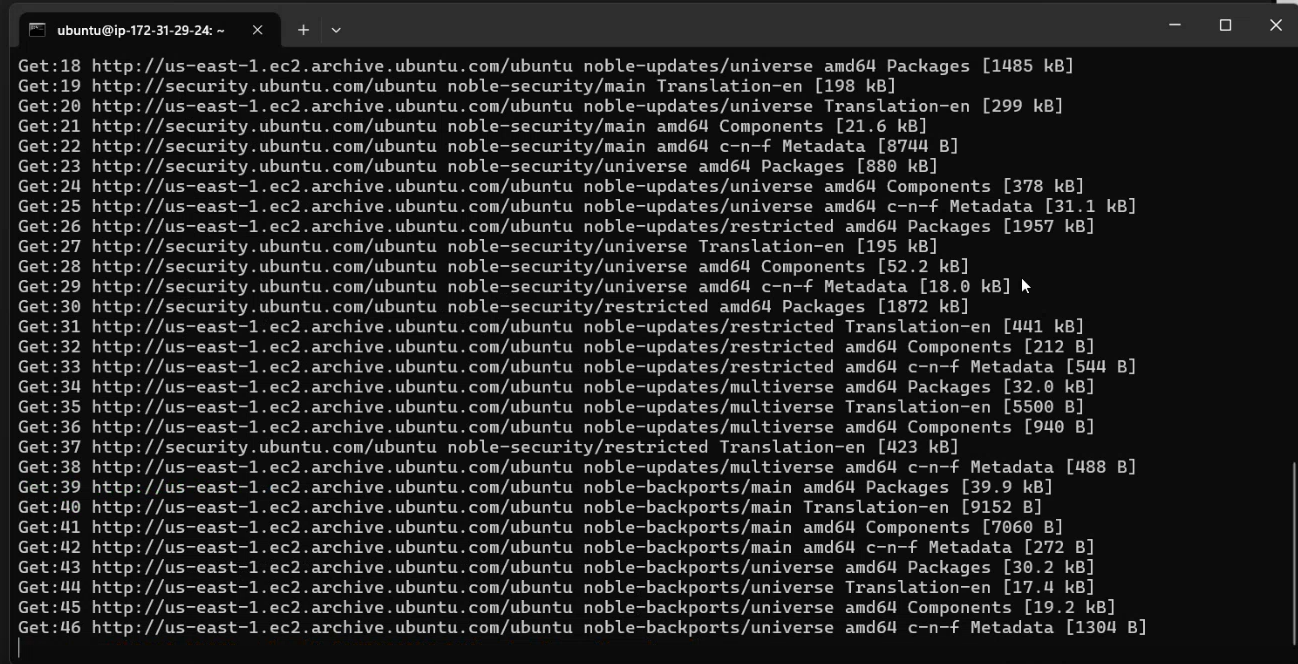 ubuntu@ip-172-31-29-24: ~
Get:18 http://us-east-1.ec2.archive.ubuntu.com/ubuntu noble-updates/universe amd64 Packages [1485 kB]
Get:19 http://security.ubuntu.com/ubuntu noble-security/main Translation-en [198 kB]
Get:20 http://us-east-1.ec2.archive.ubuntu.com/ubuntu noble-updates/universe Translation-en [299 kB]
Get:21 http://security.ubuntu.com/ubuntu noble-security/main amd64 Components [21.6 kB]
Get:22 http://security.ubuntu.com/ubuntu noble-security/main amd64 c-n-f Metadata [8744 B]
Get:23 http://security.ubuntu.com/ubuntu noble-security/universe amd64 Packages [880 kB]
Get:24 http://us-east-1.ec2.archive.ubuntu.com/ubuntu noble-updates/universe amd64 Components [378 kB]
Get:25 http://us-east-1.ec2.archive.ubuntu.com/ubuntu noble-updates/universe amd64 c-n-f Metadata [31.1 kB]
Get:26 http://us-east-1.ec2.archive.ubuntu.com/ubuntu noble-updates/restricted amd64 Packages [1957 kB]
Get:27 http://security.ubuntu.com/ubuntu noble-security/universe Translation-en [195 kB]
Get:28 http://security.ubuntu.com/ubuntu noble-security/universe amd64 Components [52.2 kB]
Get:29 http://security.ubuntu.com/ubuntu noble-security/universe amd64 c-n-f Metadata [18.0 kB]
Get:30 http://security.ubuntu.com/ubuntu noble-security/restricted amd64 Packages [1872 kB]
Get:31 http://us-east-1.ec2.archive.ubuntu.com/ubuntu noble-updates/restricted Translation-en [441 kB]
Get:32 http://us-east-1.ec2.archive.ubuntu.com/ubuntu noble-updates/restricted amd64 Components [212 B]
Get:33 http://us-east-1.ec2.archive.ubuntu.com/ubuntu noble-updates/restricted amd64 c-n-f Metadata [544 B]
Get:34 http://us-east-1.ec2.archive.ubuntu.com/ubuntu noble-updates/multiverse amd64 Packages [32.0 kB]
Get:35 http://us-east-1.ec2.archive.ubuntu.com/ubuntu noble-updates/multiverse Translation-en [5500 B]
Get:36 http://us-east-1.ec2.archive.ubuntu.com/ubuntu noble-updates/multiverse amd64 Components [940 B]
Get:37 http://security.ubuntu.com/ubuntu noble-security/restricted Translation-en [423 kB]
Get:38 http://us-east-1.ec2.archive.ubuntu.com/ubuntu noble-updates/multiverse amd64 c-n-f Metadata [488 B]
Get:39 http://us-east-1.ec2.archive.ubuntu.com/ubuntu noble-backports/main amd64 Packages [39.9 kB]
Get:40 http://us-east-1.ec2.archive.ubuntu.com/ubuntu noble-backports/main Translation-en [9152 B]
Get:41 http://us-east-1.ec2.archive.ubuntu.com/ubuntu noble-backports/main amd64 Components [7060 B]
Get:42 http://us-east-1.ec2.archive.ubuntu.com/ubuntu noble-backports/main amd64 c-n-f Metadata [272 B]
Get:43 http://us-east-1.ec2.archive.ubuntu.com/ubuntu noble-backports/universe amd64 Packages [30.2 kB]
Get:44 http://us-east-1.ec2.archive.ubuntu.com/ubuntu noble-backports/universe Translation-en [17.4 kB]
Get:45 http://us-east-1.ec2.archive.ubuntu.com/ubuntu noble-backports/universe amd64 Components [19.2 kB]
Get:46 http://us-east-1.ec2.archive.ubuntu.com/ubuntu noble-backports/universe amd64 c-n-f Metadata [1304 B]